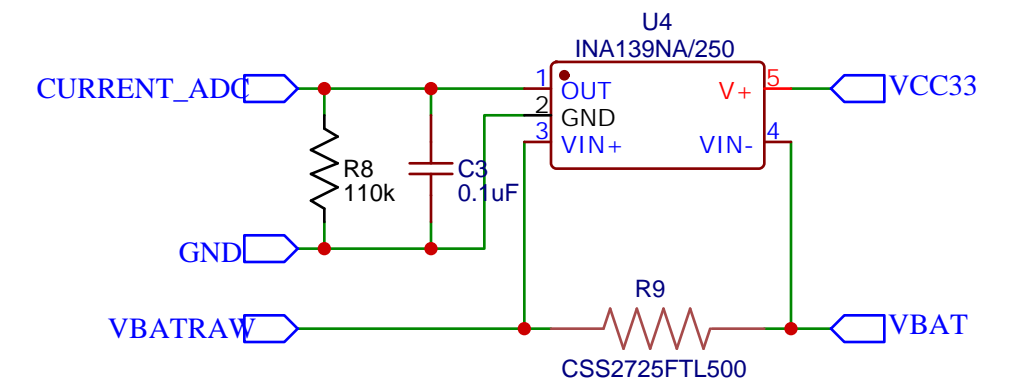 U4
INA139NA/250
CURRENT_ADC
1
OUT
V+
5
VCC33
2
GND
3
VIN+
VIN-
4
R8
110k
C3
0.1uF
GND
R9
VBATRAW
VBAT
CSS2725FTL500